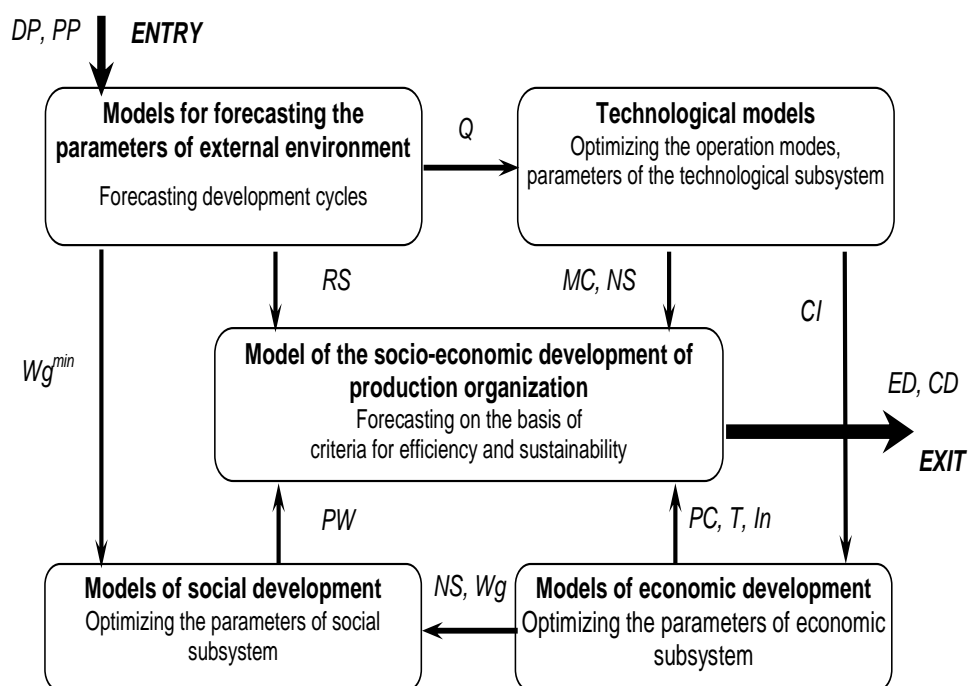 DP, PP ENTRY
Models for forecasting the
parameters of external environment
Forecasting development cycles
Q
Technological models
Optimizing the operation modes,
parameters of the technological subsystem
RS
MC, NS
CI
Wg^min
Model of the socio-economic development of
production organization
Forecasting on the basis of
criteria for efficiency and sustainability
ED, CD
EXIT
PW
PC, T, In
Models of social development
Optimizing the parameters of social
subsystem
NS, Wg
Models of economic development
Optimizing the parameters of economic
subsystem